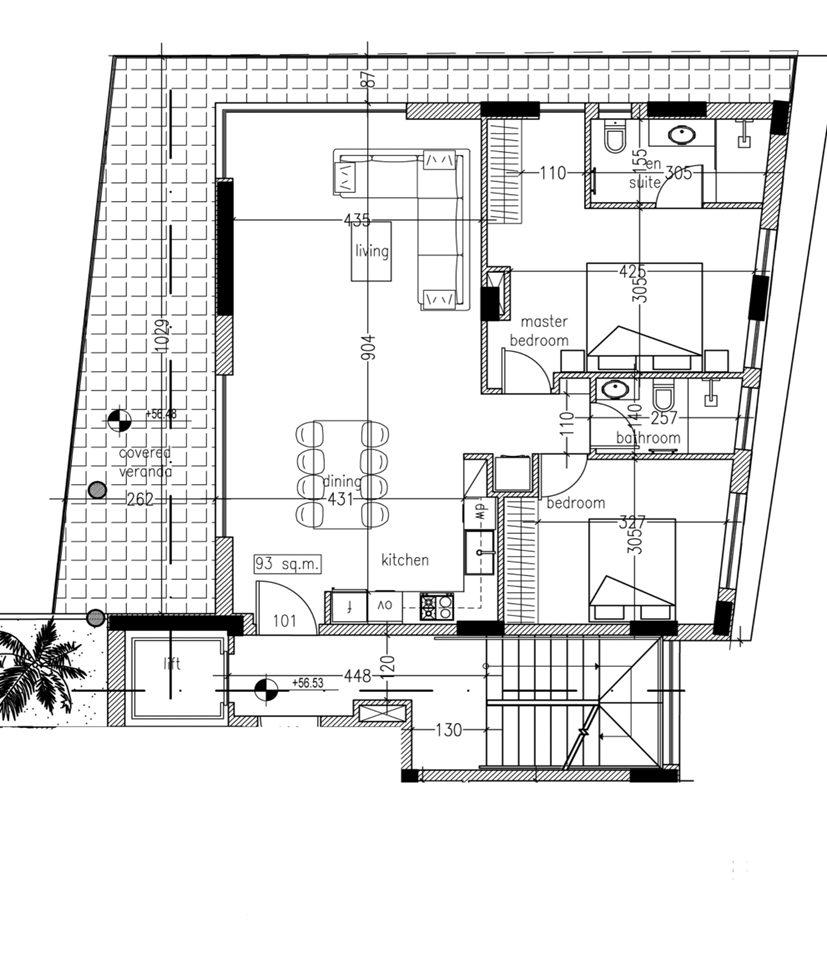 87
155
110
en
suite
305
435
living
425
305
1029
904
master
bedroom
+56.48
110
140
257
bathroom
covered
veranda
dining
bedroom
262
431
dw
327
305
93 sq.m.
kitchen
f
ov
101
lift
448
120
+56.53
130